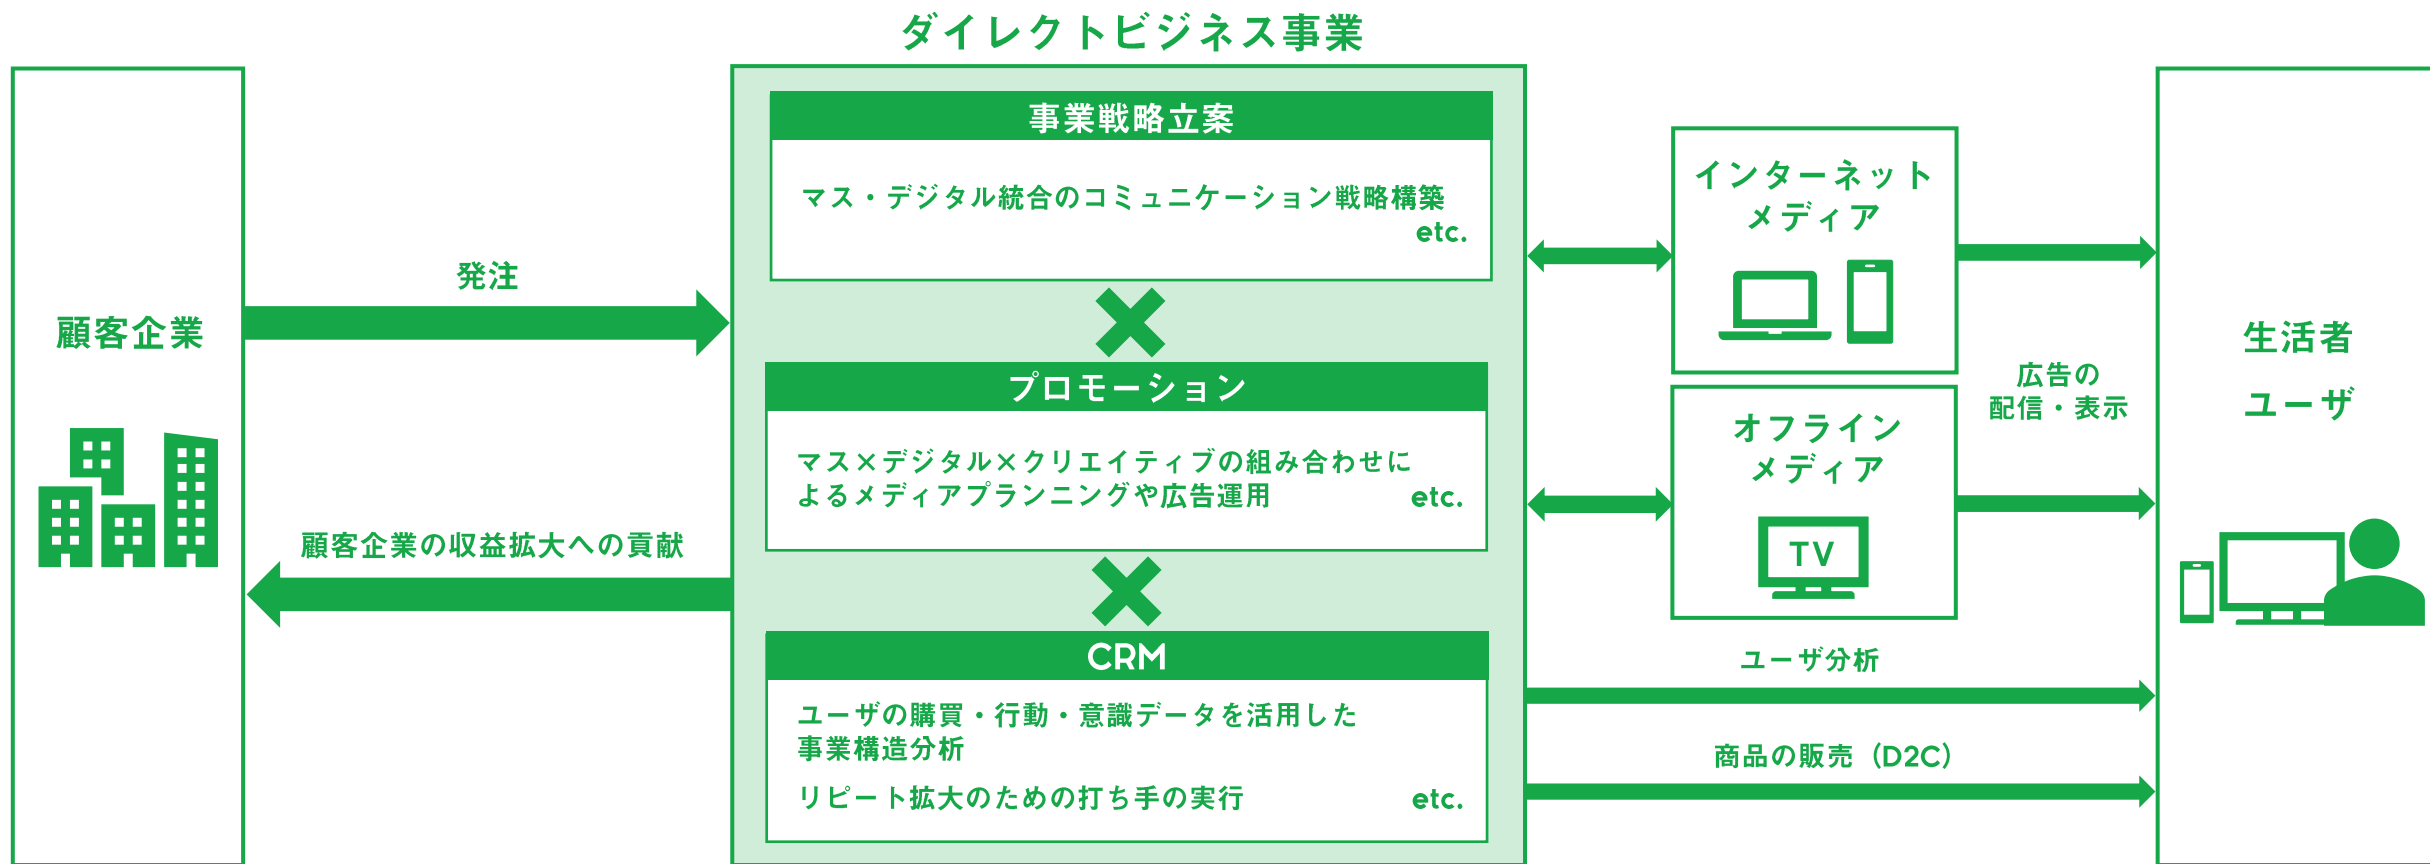 ダイレクトビジネス事業
顧客企業
発注
顧客企業の収益拡大への貢献
事業戦略立案
マス・デジタル統合のコミュニケーション戦略構築
etc.
プロモーション
マス×デジタル×クリエイティブの組み合わせに
よるメディアプランニングや広告運用 etc.
CRM
ユーザの購買・行動・意識データを活用した
事業構造分析
リピート拡大のための打ち手の実行 etc.
インターネット
メディア
オフライン
メディア
TV
広告の
配信・表示
ユーザ分析
商品の販売（D2C）
生活者
ユーザ